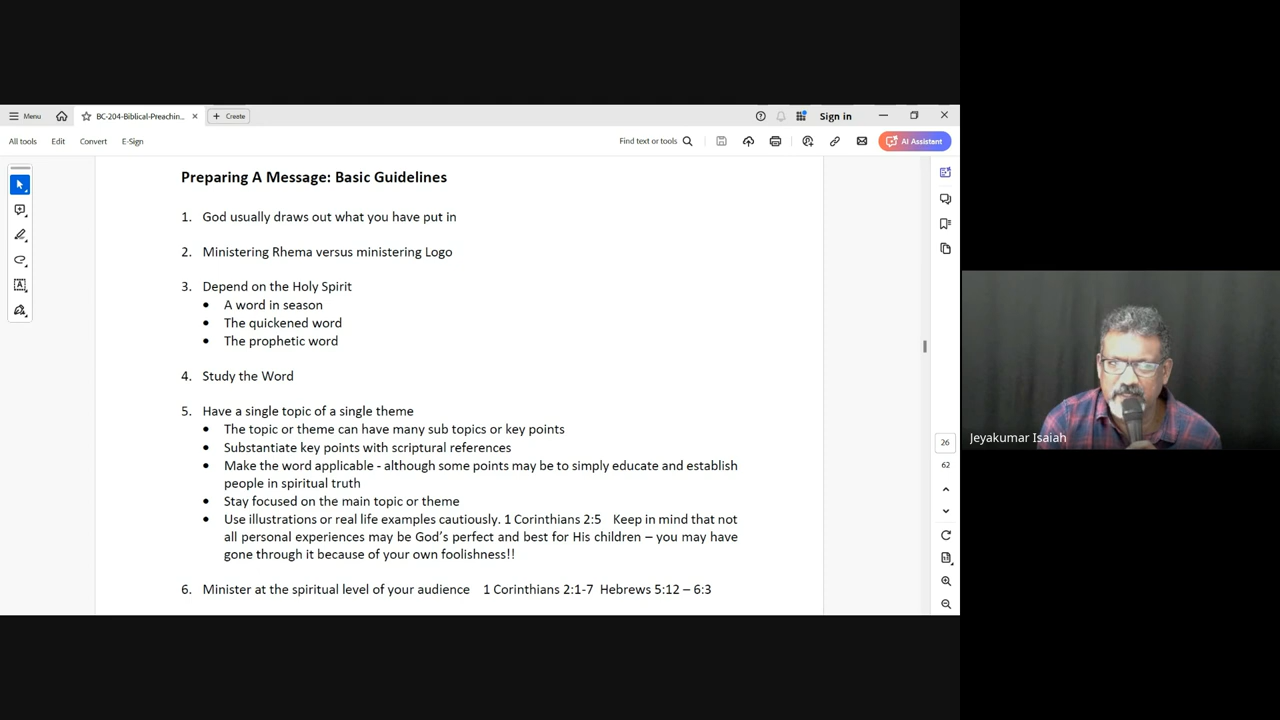 Menu
BC-204-Biblical-Preachin...
Create
Sign in
All tools
Edit
Convert
E-Sign
Find text or tools
AI Assistant
Preparing A Message: Basic Guidelines
1. God usually draws out what you have put in
2. Ministering Rhema versus ministering Logo
3. Depend on the Holy Spirit
• A word in season
• The quickened word
• The prophetic word
4. Study the Word
5. Have a single topic of a single theme
• The topic or theme can have many sub topics or key points
• Substantiate key points with scriptural references
• Make the word applicable - although some points may be to simply educate and establish
people in spiritual truth
• Stay focused on the main topic or theme
• Use illustrations or real life examples cautiously. 1 Corinthians 2:5 Keep in mind that not
all personal experiences may be God's perfect and best for His children – you may have
gone through it because of your own foolishness!!
6. Minister at the spiritual level of your audience 1 Corinthians 2:1-7 Hebrews 5:12 – 6:3
26
62
Jeyakumar Isaiah